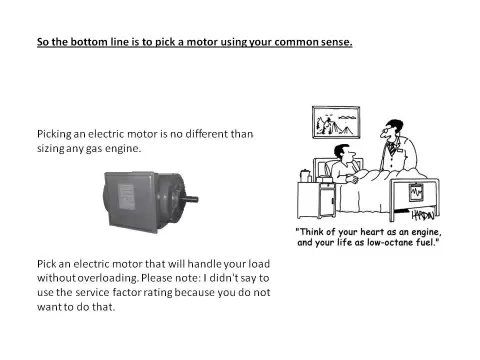 So the bottom line is to pick a motor using your common sense.
Picking an electric motor is no different than
sizing any gas engine.
HARDIN
"Think of your heart as an engine,
and your life as low-octane fuel."
Pick an electric motor that will handle your load
without overloading. Please note: I didn't say to
use the service factor rating because you do not
want to do that.